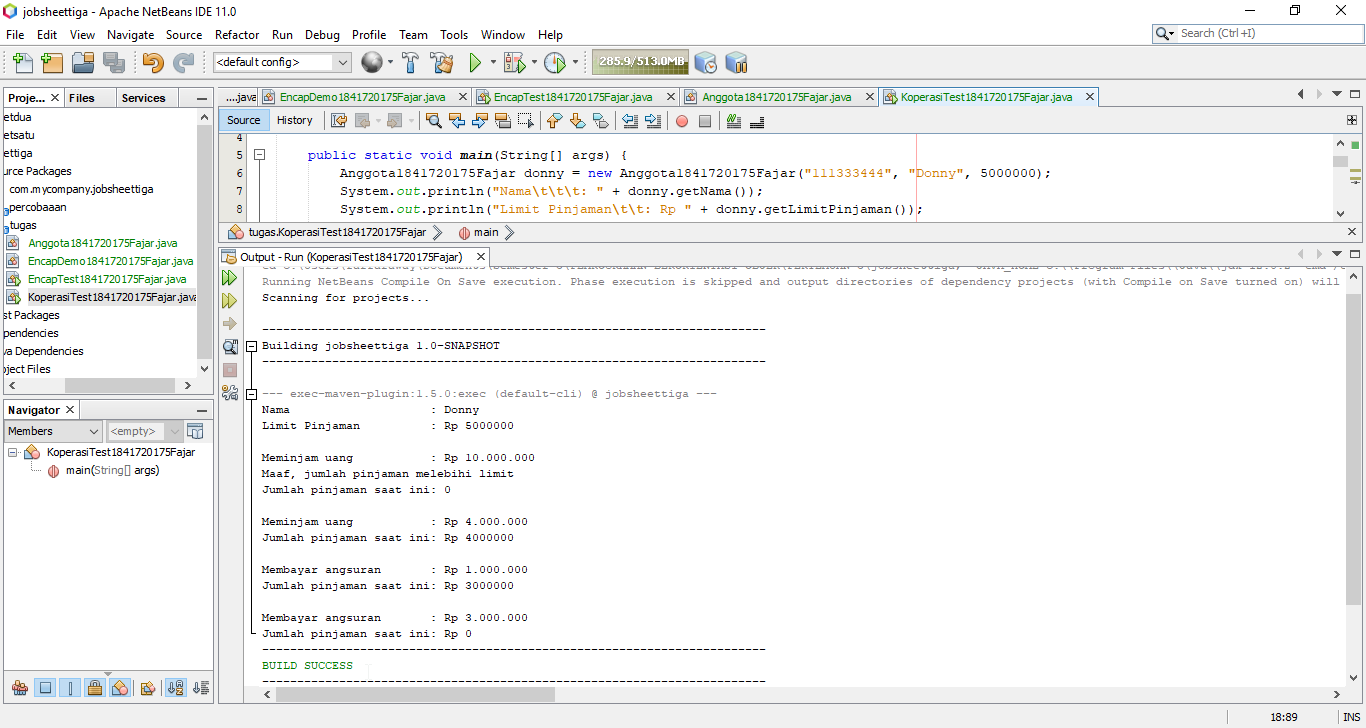 jobsheettiga - Apache NetBeans IDE 11.0
File Edit View Navigate Source Refactor Run Debug Profile Team Tools Window Help
Search (Ctrl+I)
<default config>
285.9/513.0MB
Proje... Files Services
etdua
etsatu
ettiga
urce Packages
com.mycompany.jobsheettiga
percobaaan
tugas
Anggota1841720175Fajar.java
EncapDemo1841720175Fajar.java
EncapTest1841720175Fajar.java
KoperasiTest1841720175Fajar.java
st Packages
pendencies
va Dependencies
oject Files
Navigator
Members <empty>
KoperasiTest1841720175Fajar
main(String[] args)
....java EncapDemo1841720175Fajar.java EncapTest1841720175Fajar.java Anggota1841720175Fajar.java KoperasiTest1841720175Fajar.java
Source History
4
5 public static void main(String[] args) {
6 Anggota1841720175Fajar donny = new Anggota1841720175Fajar("111333444", "Donny", 5000000);
7 System.out.println("Nama\t\t\t: " + donny.getNama());
8 System.out.println("Limit Pinjaman\t\t: Rp " + donny.getLimitPinjaman());
tugas.KoperasiTest1841720175Fajar main
Output - Run (KoperasiTest1841720175Fajar)
Running NetBeans Compile On Save execution. Phase execution is skipped and output directories of dependency projects (with Compile on Save turned on) will
Scanning for projects...
------------------------------------------------------------------------
Building jobsheettiga 1.0-SNAPSHOT
------------------------------------------------------------------------
--- exec-maven-plugin:1.5.0:exec (default-cli) @ jobsheettiga ---
Nama : Donny
Limit Pinjaman : Rp 5000000
Meminjam uang : Rp 10.000.000
Maaf, jumlah pinjaman melebihi limit
Jumlah pinjaman saat ini: 0
Meminjam uang : Rp 4.000.000
Jumlah pinjaman saat ini: Rp 4000000
Membayar angsuran : Rp 1.000.000
Jumlah pinjaman saat ini: Rp 3000000
Membayar angsuran : Rp 3.000.000
Jumlah pinjaman saat ini: Rp 0
------------------------------------------------------------------------
BUILD SUCCESS
------------------------------------------------------------------------
18:89 INS